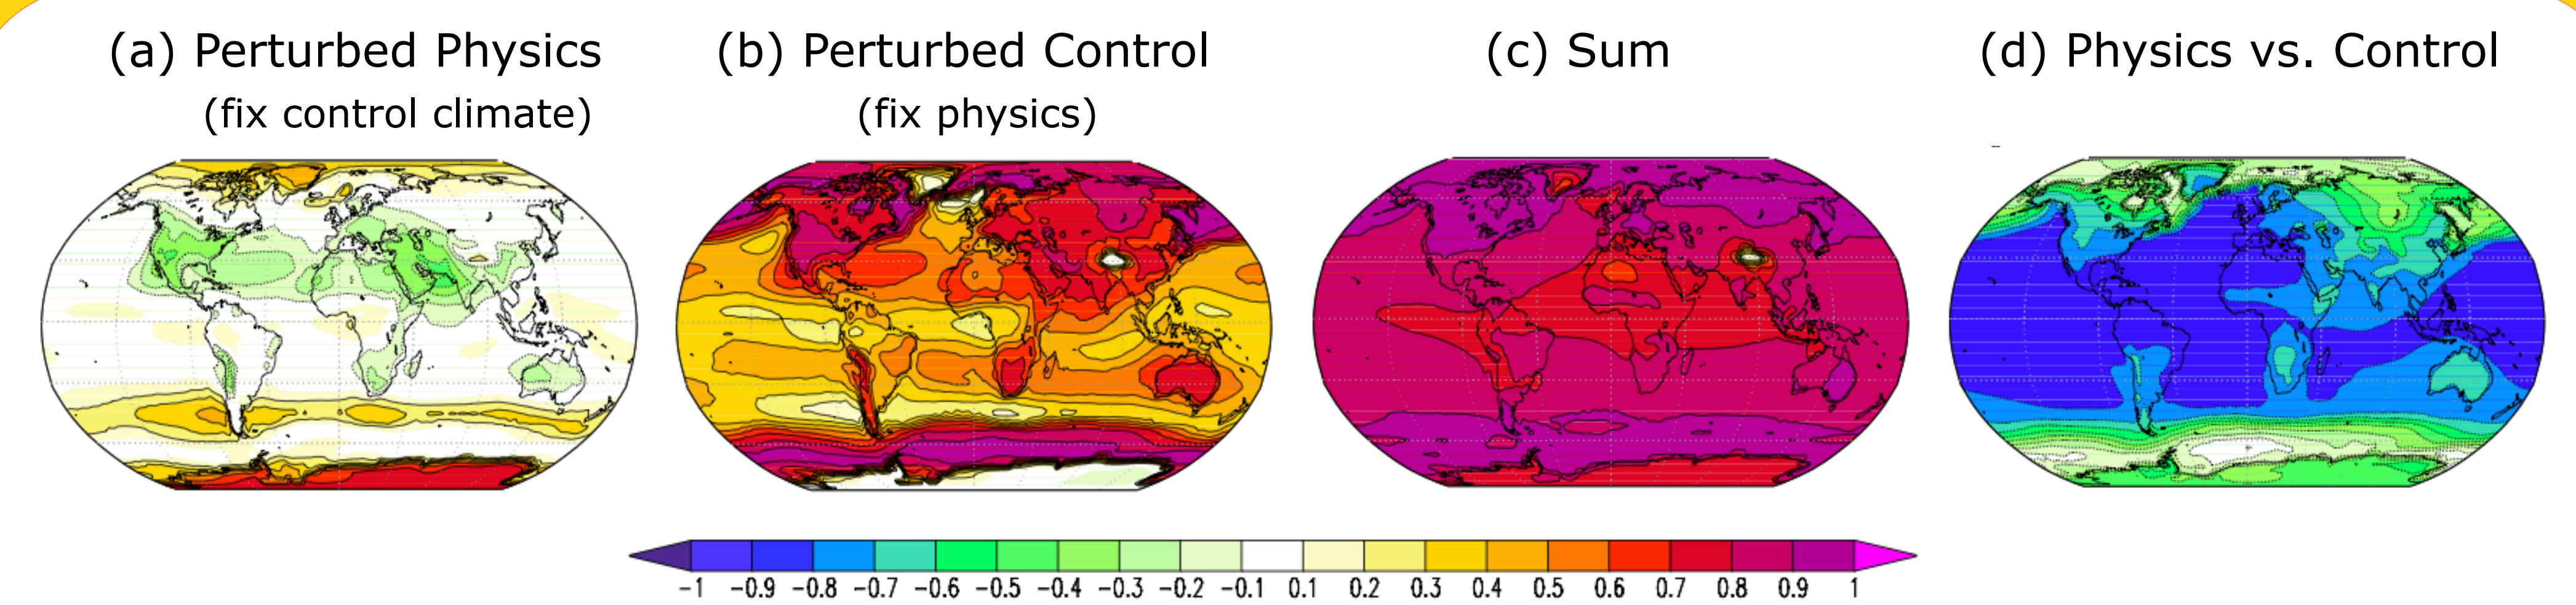 (a) Perturbed Physics
(fix control climate)
(b) Perturbed Control
(fix physics)
(c) Sum
(d) Physics vs. Control
-1 -0.9 -0.8 -0.7 -0.6 -0.5 -0.4 -0.3 -0.2 -0.1 0.1 0.2 0.3 0.4 0.5 0.6 0.7 0.8 0.9 1